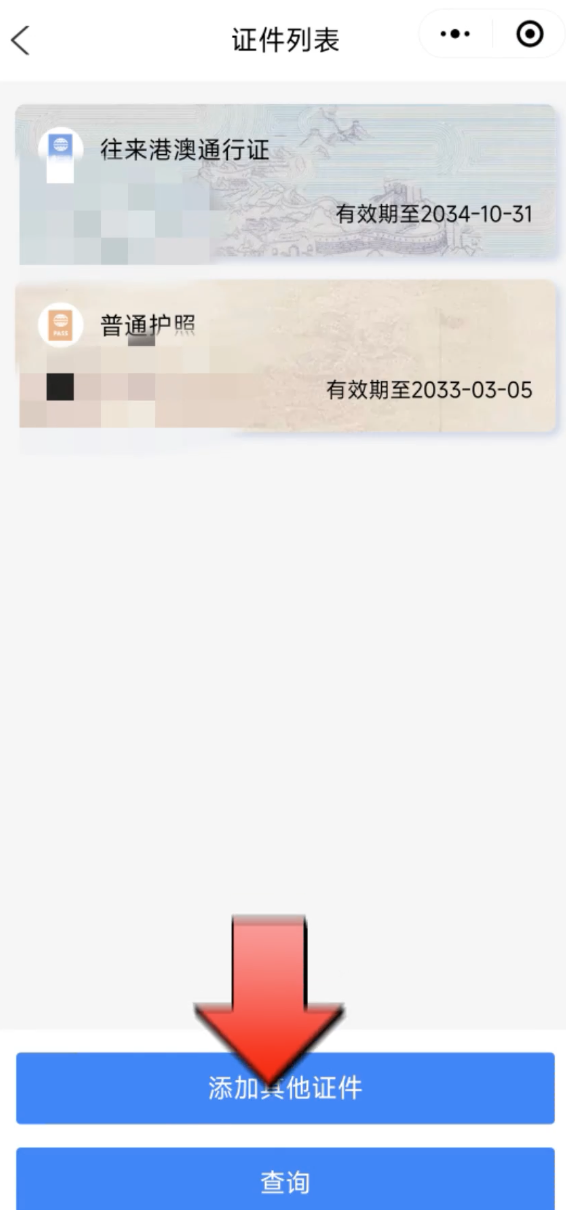 证件列表
往来港澳通行证
有效期至2034-10-31
普通护照
PASS
有效期至2033-03-05
添加其他证件
查询